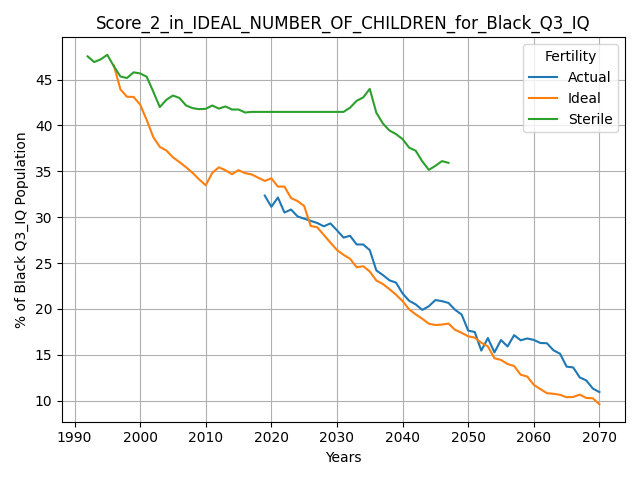 Score_2_in_IDEAL_NUMBER_OF_CHILDREN_for_Black_Q3_IQ
Fertility
Actual
Ideal
Sterile
% of Black Q3_IQ Population
45
40
35
30
25
20
15
10
1990 2000 2010 2020 2030 2040 2050 2060 2070
Years